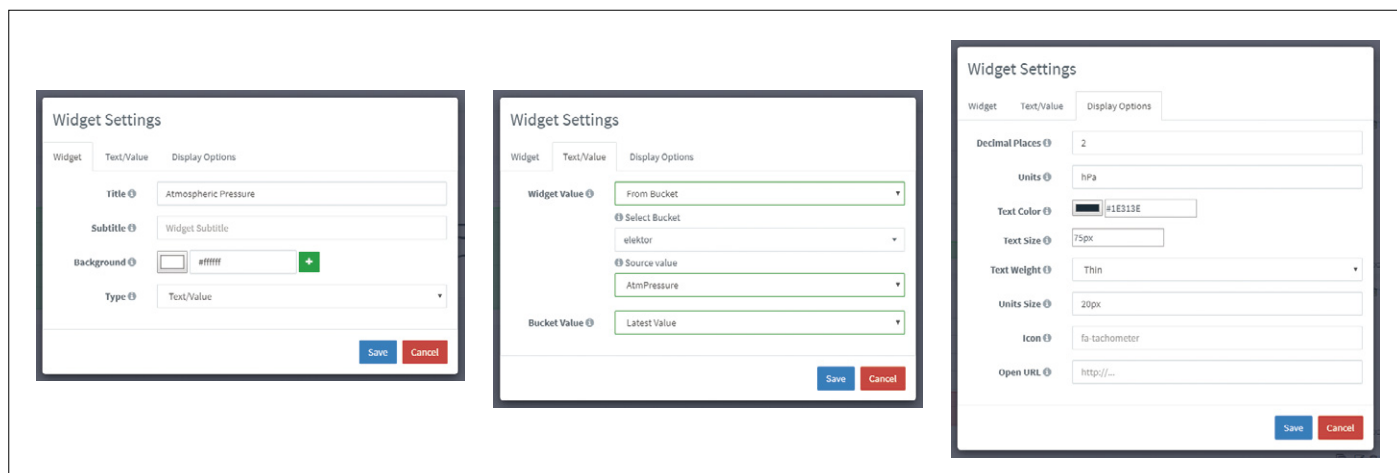 Widget Settings
Widget Text/Value Display Options
Title Atmospheric Pressure
Subtitle Widget Subtitle
Background #ffffff +
Type Text/Value
Save Cancel
Widget Settings
Widget Text/Value Display Options
Widget Value From Bucket
Select Bucket
elektor
Source value
AtmPressure
Bucket Value Latest Value
Save Cancel
Widget Settings
Widget Text/Value Display Options
Decimal Places 2
Units hPa
Text Color #1E313E
Text Size 75px
Text Weight Thin
Units Size 20px
Icon fa-tachometer
Open URL http://...
Save Cancel